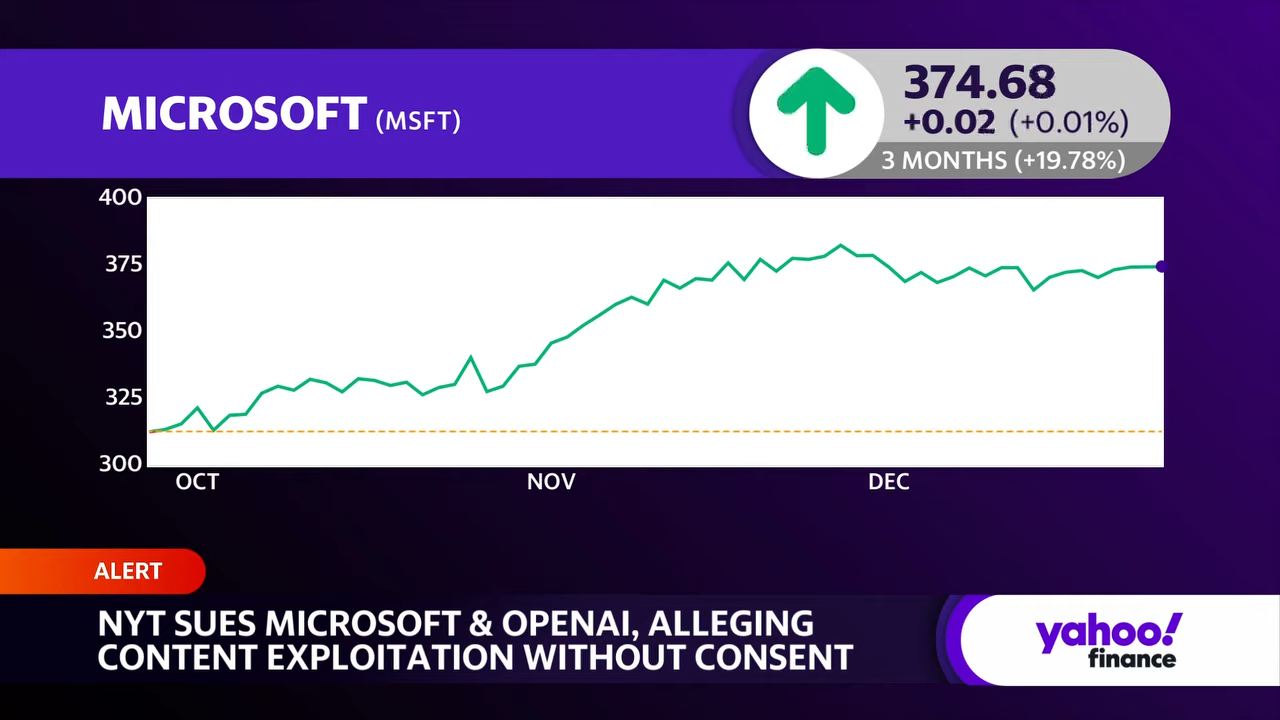 MICROSOFT (MSFT)
374.68
+0.02 (+0.01%)
3 MONTHS (+19.78%)
400
375
350
325
300
OCT NOV DEC
ALERT
NYT SUES MICROSOFT & OPENAI, ALLEGING
CONTENT EXPLOITATION WITHOUT CONSENT
yahoo!
finance